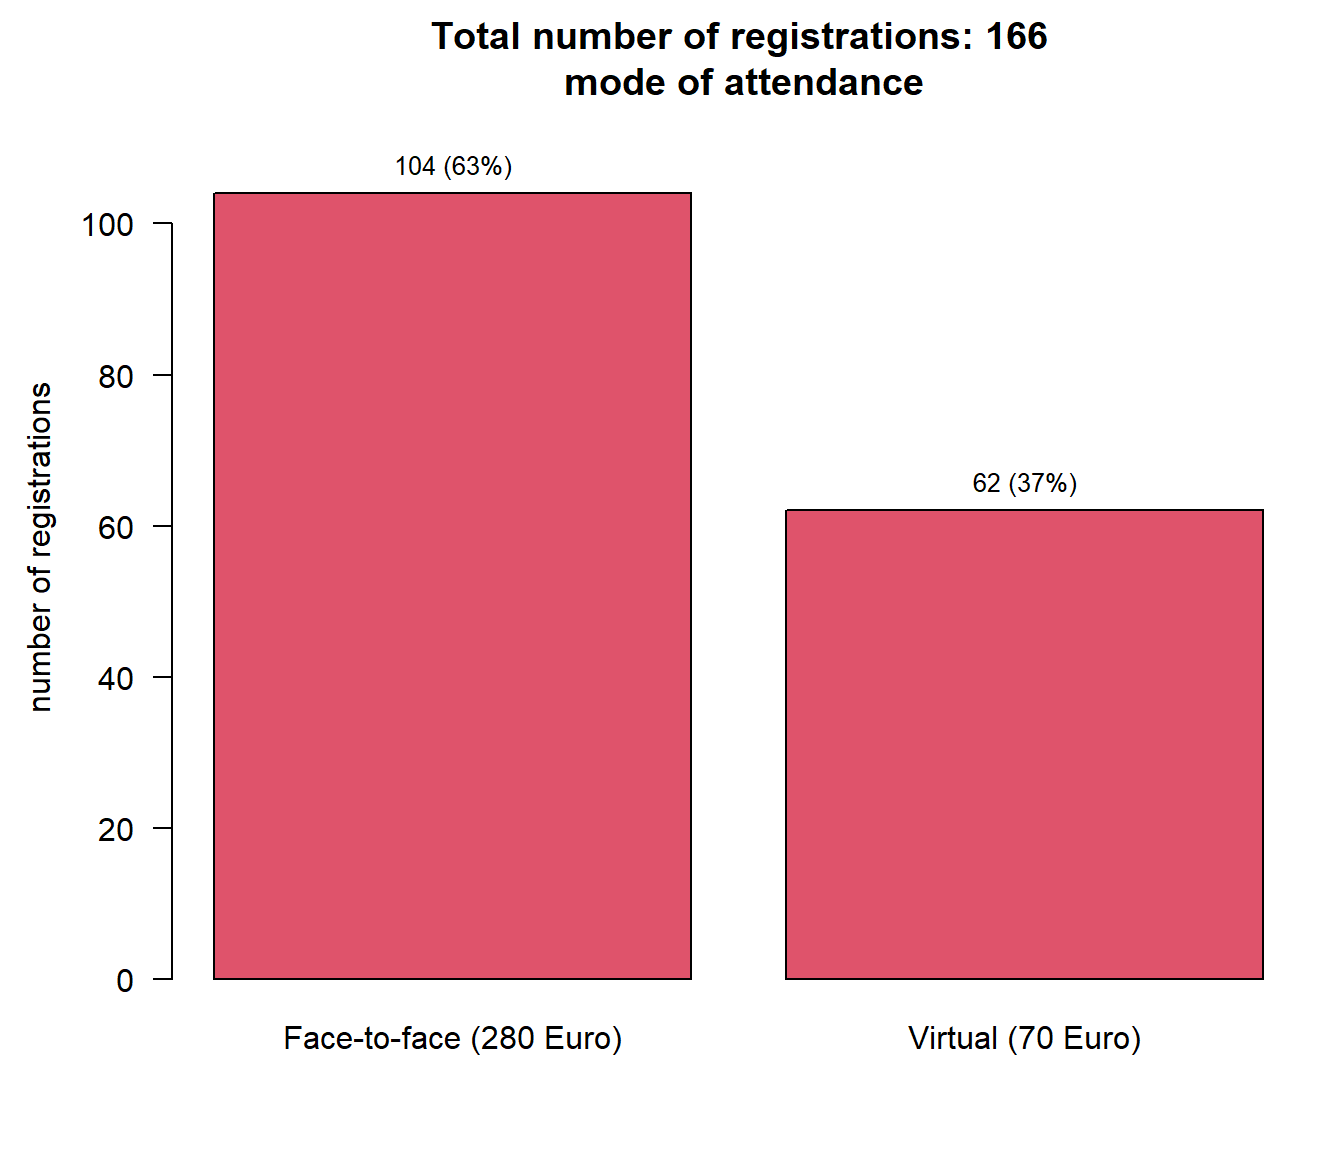 Total number of registrations: 166
mode of attendance
104 (63%)
62 (37%)
number of registrations
100
80
60
40
20
0
Face-to-face (280 Euro)
Virtual (70 Euro)